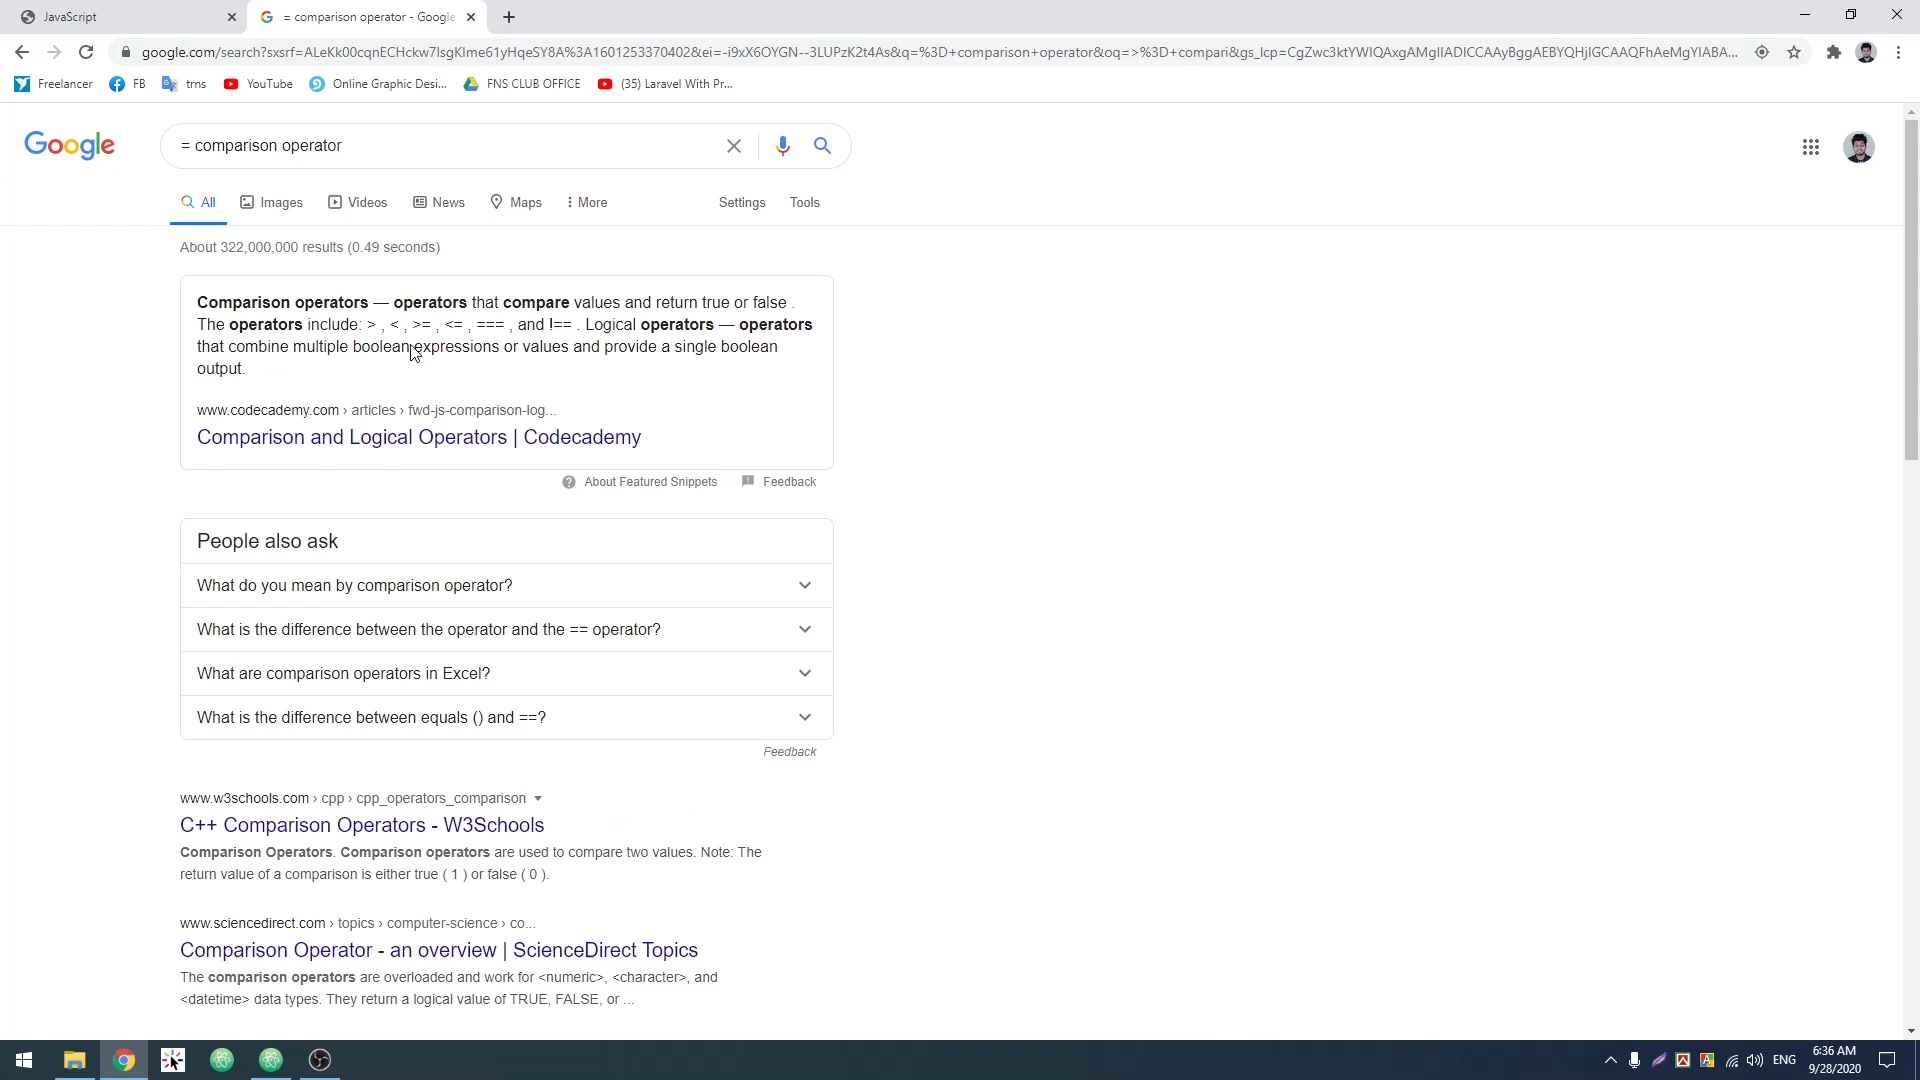 JavaScript
= comparison operator - Google
google.com/search?sxsrf=ALeKk00cqnECHckw7lsgKlme61yHqeSY8A%3A1601253370402&ei=-i9xX6OYGN--3LUPzK2t4As&q=%3D+comparison+operator&oq=>%3D+compari&gs_lcp=CgZwc3ktYWIQAxgAMgIIADICCAAyBggAEBYQHjIGCAAQFhAeMgYIABA...
Freelancer FB trns YouTube Online Graphic Desi... FNS CLUB OFFICE (35) Laravel With Pr...
Google
= comparison operator
All Images Videos News Maps More Settings Tools
About 322,000,000 results (0.49 seconds)
Comparison operators — operators that compare values and return true or false .
The operators include: > , < , >= , <= , === , and !== . Logical operators — operators
that combine multiple boolean expressions or values and provide a single boolean
output.
www.codecademy.com › articles › fwd-js-comparison-log...
Comparison and Logical Operators | Codecademy
About Featured Snippets Feedback
People also ask
What do you mean by comparison operator?
What is the difference between the operator and the == operator?
What are comparison operators in Excel?
What is the difference between equals () and ==?
Feedback
www.w3schools.com › cpp › cpp_operators_comparison
C++ Comparison Operators - W3Schools
Comparison Operators. Comparison operators are used to compare two values. Note: The
return value of a comparison is either true ( 1 ) or false ( 0 ).
www.sciencedirect.com › topics › computer-science › co...
Comparison Operator - an overview | ScienceDirect Topics
The comparison operators are overloaded and work for <numeric>, <character>, and
<datetime> data types. They return a logical value of TRUE, FALSE, or ...
ENG
6:36 AM
9/28/2020